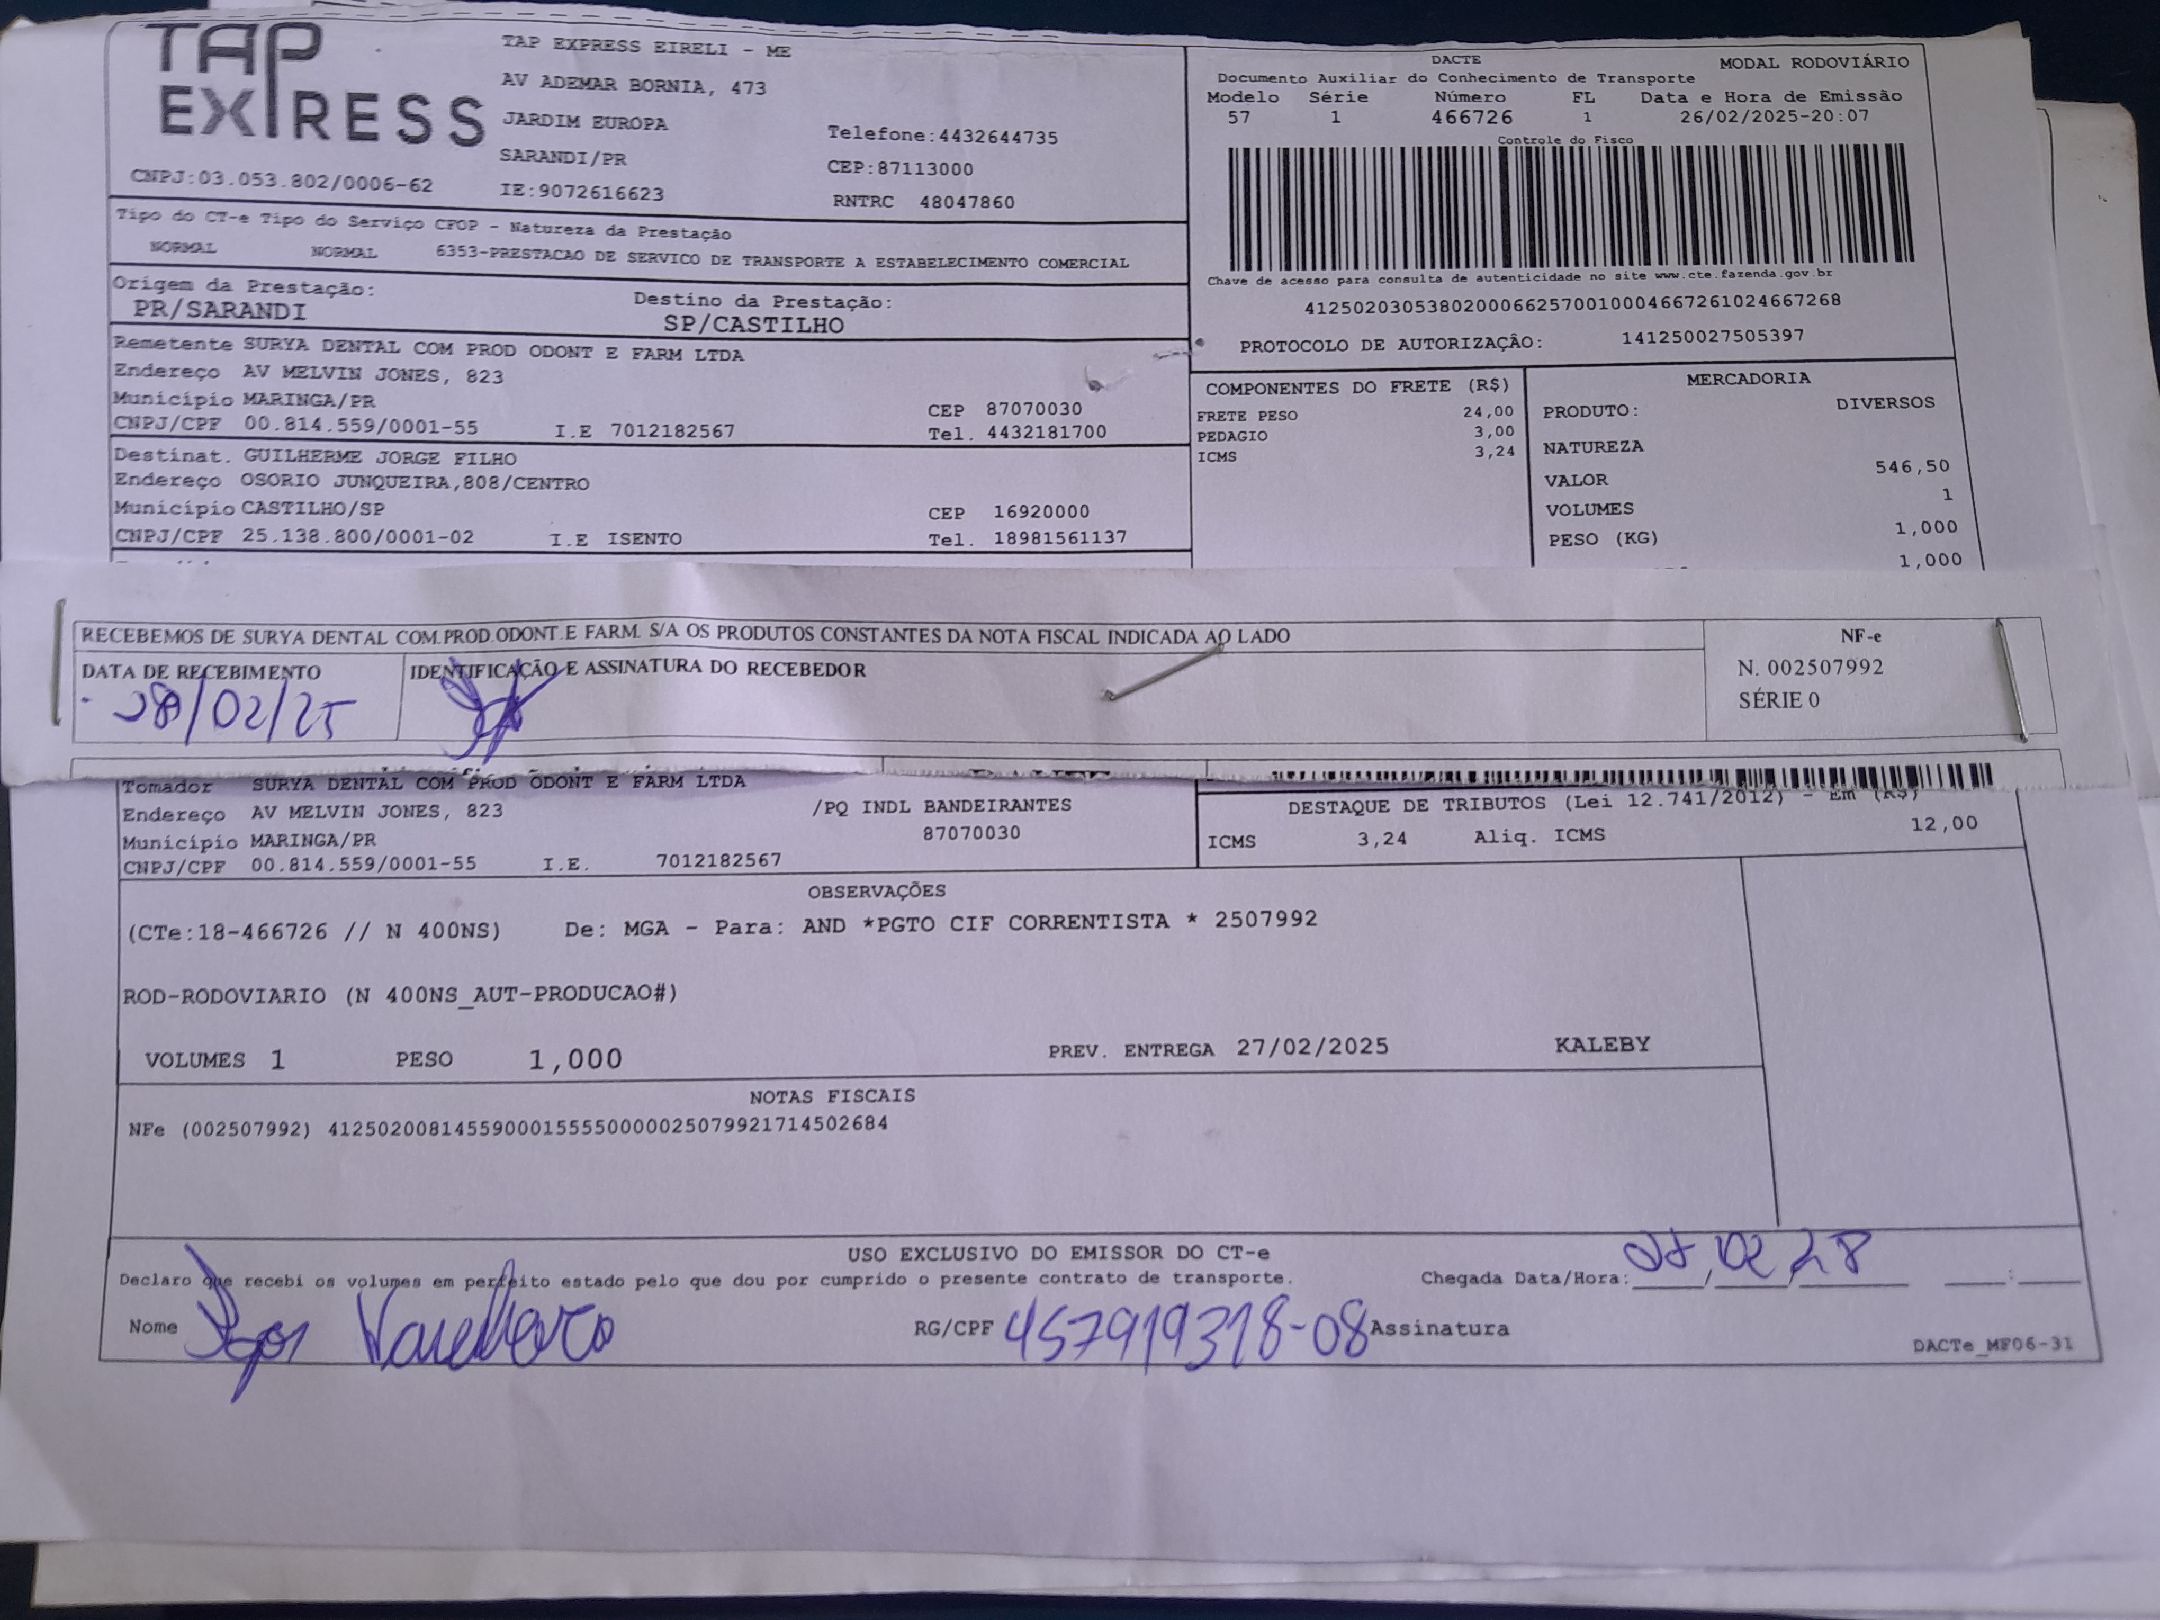 TAP EXPRESS
TAP EXPRESS EIRELI - ME
AV ADEMAR BORNIA, 473
JARDIM EUROPA
Telefone:4432644735
SARANDI/PR
CEP:87113000
CNPJ:03.053.802/0006-62
IE:9072616623
RNTRC 48047860
DACTE
MODAL RODOVIÁRIO
Documento Auxiliar do Conhecimento de Transporte
Modelo Série Número FL Data e Hora de Emissão
57 1 466726 1 26/02/2025-20:07
Controle do Fisco
Chave de acesso para consulta de autenticidade no site www.cte.fazenda.gov.br
41250203053802000662570010004667261024667268
PROTOCOLO DE AUTORIZAÇÃO: 141250027505397
Tipo do CT-e Tipo do Serviço CFOP - Natureza da Prestação
NORMAL NORMAL 6353-PRESTACAO DE SERVICO DE TRANSPORTE A ESTABELECIMENTO COMERCIAL
Origem da Prestação: Destino da Prestação:
PR/SARANDI SP/CASTILHO
Remetente SURYA DENTAL COM PROD ODONT E FARM LTDA
Endereço AV MELVIN JONES, 823
Município MARINGA/PR CEP 87070030
CNPJ/CPF 00.814.559/0001-55 I.E 7012182567 Tel. 4432181700
Destinat. GUILHERME JORGE FILHO
Endereço OSORIO JUNQUEIRA,808/CENTRO
Município CASTILHO/SP CEP 16920000
CNPJ/CPF 25.138.800/0001-02 I.E ISENTO Tel. 18981561137
COMPONENTES DO FRETE (R$)
FRETE PESO 24,00
PEDAGIO 3,00
ICMS 3,24
MERCADORIA
PRODUTO: DIVERSOS
NATUREZA
VALOR 546,50
VOLUMES 1
PESO (KG) 1,000
1,000
RECEBEMOS DE SURYA DENTAL COM.PROD.ODONT.E FARM. S/A OS PRODUTOS CONSTANTES DA NOTA FISCAL INDICADA AO LADO
DATA DE RECEBIMENTO
28/02/25
IDENTIFICAÇÃO E ASSINATURA DO RECEBEDOR
NF-e
N. 002507992
SÉRIE 0
Tomador SURYA DENTAL COM PROD ODONT E FARM LTDA
Endereço AV MELVIN JONES, 823 /PQ INDL BANDEIRANTES
Município MARINGA/PR 87070030
CNPJ/CPF 00.814.559/0001-55 I.E. 7012182567
DESTAQUE DE TRIBUTOS (Lei 12.741/2012) - Em (R$)
ICMS 3,24 Aliq. ICMS 12,00
OBSERVAÇÕES
(CTe:18-466726 // N 400NS) De: MGA - Para: AND *PGTO CIF CORRENTISTA * 2507992
ROD-RODOVIARIO (N 400NS_AUT-PRODUCAO#)
VOLUMES 1 PESO 1,000 PREV. ENTREGA 27/02/2025 KALEBY
NOTAS FISCAIS
NFe (002507992) 41250200814559000155550000025079921714502684
USO EXCLUSIVO DO EMISSOR DO CT-e
Declaro que recebi os volumes em perfeito estado pelo que dou por cumprido o presente contrato de transporte. Chegada Data/Hora:
Nome RG/CPF 457919318-08 Assinatura
DACTe_MF06-31